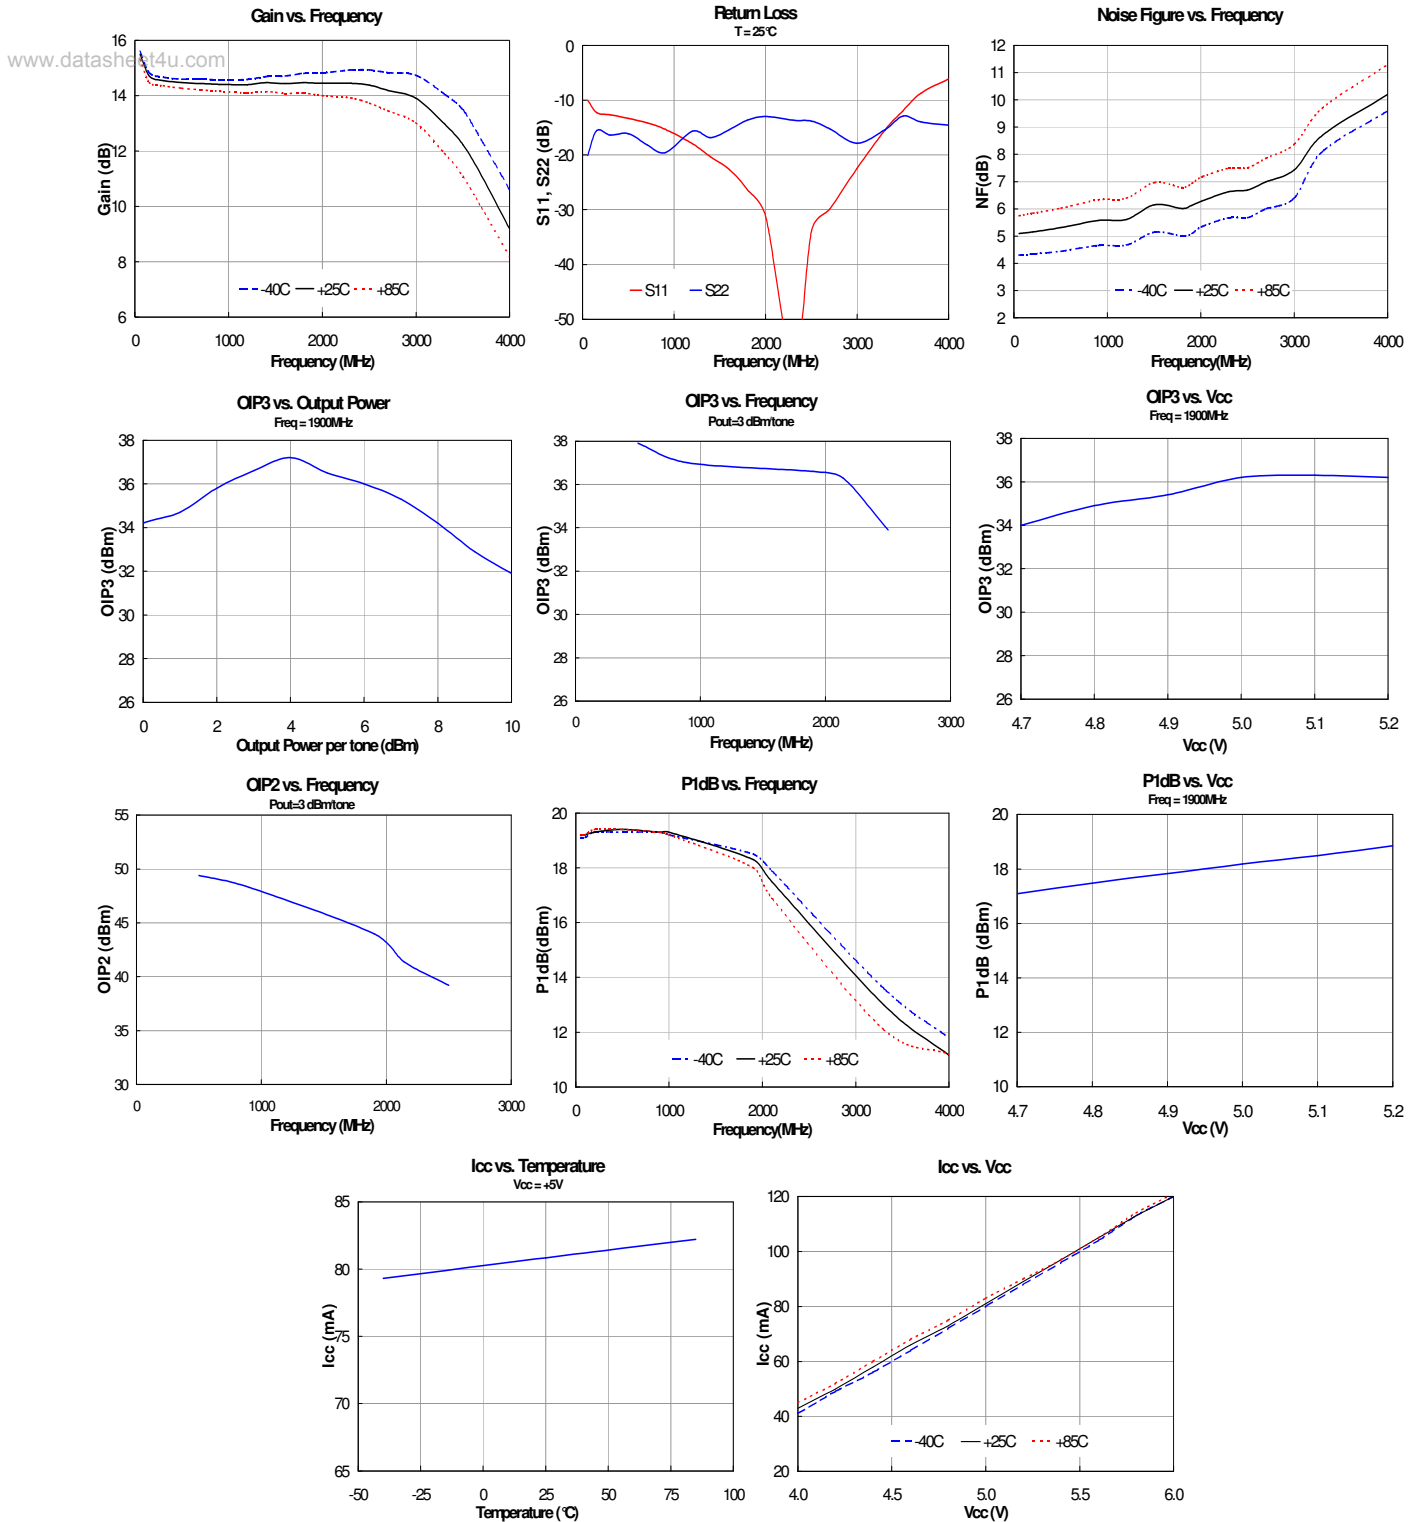 www.datasheet4u.com
Gain vs. Frequency
16
14
12
10
8
6
Gain (dB)
-40C +25C +85C
0 1000 2000 3000 4000
Frequency (MHz)
Return Loss
T = 25°C
0
-10
-20
-30
-40
-50
S11, S22 (dB)
S11 S22
0 1000 2000 3000 4000
Frequency (MHz)
Noise Figure vs. Frequency
12
11
10
9
8
7
6
5
4
3
2
NF(dB)
-40C +25C +85C
0 1000 2000 3000 4000
Frequency(MHz)
OIP3 vs. Output Power
Freq = 1900MHz
38
36
34
32
30
28
26
OIP3 (dBm)
0 2 4 6 8 10
Output Power per tone (dBm)
OIP3 vs. Frequency
Pout=3 dBm/tone
38
36
34
32
30
28
26
OIP3 (dBm)
0 1000 2000 3000
Frequency (MHz)
OIP3 vs. Vcc
Freq = 1900MHz
38
36
34
32
30
28
26
OIP3 (dBm)
4.7 4.8 4.9 5.0 5.1 5.2
Vcc (V)
OIP2 vs. Frequency
Pout=3 dBm/tone
55
50
45
40
35
30
OIP2 (dBm)
0 1000 2000 3000
Frequency (MHz)
P1dB vs. Frequency
20
18
16
14
12
10
P1dB(dBm)
-40C +25C +85C
0 1000 2000 3000 4000
Frequency(MHz)
P1dB vs. Vcc
Freq = 1900MHz
20
18
16
14
12
10
P1dB (dBm)
4.7 4.8 4.9 5.0 5.1 5.2
Vcc (V)
Icc vs. Temperature
Vcc = +5V
85
80
75
70
65
Icc (mA)
-50 -25 0 25 50 75 100
Temperature (°C)
Icc vs. Vcc
120
100
80
60
40
20
Icc (mA)
-40C +25C +85C
4.0 4.5 5.0 5.5 6.0
Vcc (V)